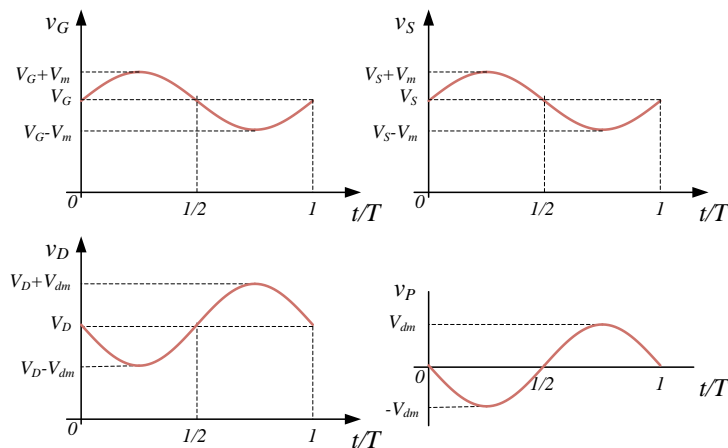 v_G
V_G+V_m
V_G
V_G-V_m
0
1/2
1
t/T
v_S
V_S+V_m
V_S
V_S-V_m
0
1/2
1
t/T
v_D
V_D+V_dm
V_D
V_D-V_dm
0
1/2
1
t/T
v_P
V_dm
0
1/2
1
t/T
-V_dm